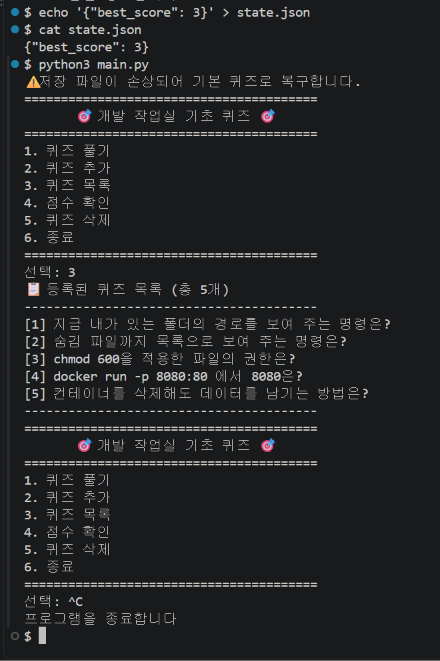 $ echo '{"best_score": 3}' > state.json
$ cat state.json
{"best_score": 3}
$ python3 main.py
⚠️저장 파일이 손상되어 기본 퀴즈로 복구합니다.
========================================
🎯 개발 작업실 기초 퀴즈 🎯
========================================
1. 퀴즈 풀기
2. 퀴즈 추가
3. 퀴즈 목록
4. 점수 확인
5. 퀴즈 삭제
6. 종료
========================================
선택: 3
📋 등록된 퀴즈 목록 (총 5개)
----------------------------------------
[1] 지금 내가 있는 폴더의 경로를 보여 주는 명령은?
[2] 숨김 파일까지 목록으로 보여 주는 명령은?
[3] chmod 600을 적용한 파일의 권한은?
[4] docker run -p 8080:80 에서 8080은?
[5] 컨테이너를 삭제해도 데이터를 남기는 방법은?
----------------------------------------
========================================
🎯 개발 작업실 기초 퀴즈 🎯
========================================
1. 퀴즈 풀기
2. 퀴즈 추가
3. 퀴즈 목록
4. 점수 확인
5. 퀴즈 삭제
6. 종료
========================================
선택: ^C
프로그램을 종료합니다
$